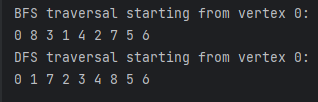 BFS traversal starting from vertex 0:
0 8 3 1 4 2 7 5 6
DFS traversal starting from vertex 0:
0 1 7 2 3 4 8 5 6